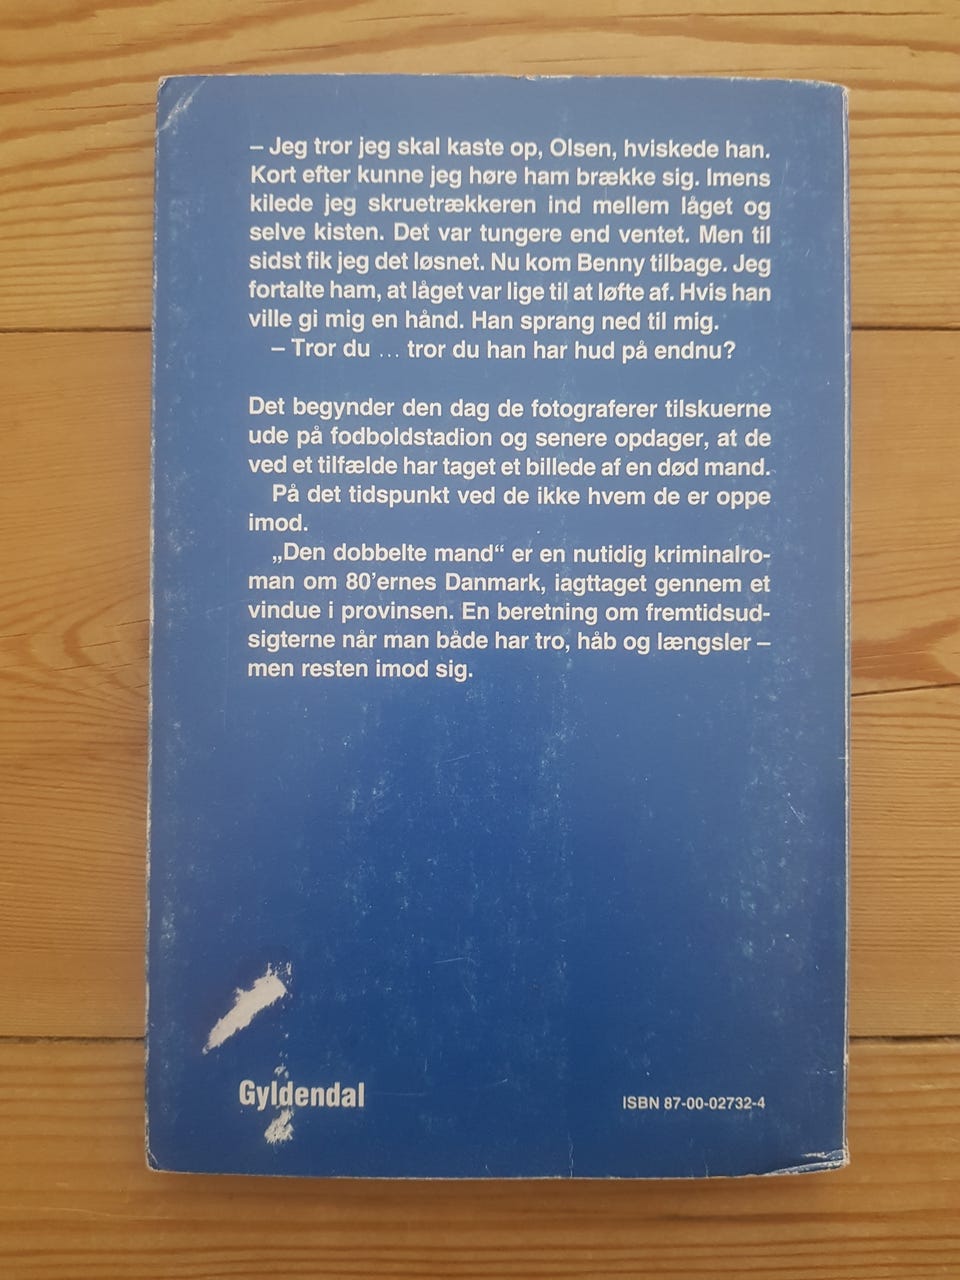 – Jeg tror jeg skal kaste op, Olsen, hviskede han.
Kort efter kunne jeg høre ham brække sig. Imens
kilede jeg skruetrækkeren ind mellem låget og
selve kisten. Det var tungere end ventet. Men til
sidst fik jeg det løsnet. Nu kom Benny tilbage. Jeg
fortalte ham, at låget var lige til at løfte af. Hvis han
ville gi mig en hånd. Han sprang ned til mig.
– Tror du ... tror du han har hud på endnu?
Det begynder den dag de fotograferer tilskuerne
ude på fodboldstadion og senere opdager, at de
ved et tilfælde har taget et billede af en død mand.
På det tidspunkt ved de ikke hvem de er oppe
imod.
„Den dobbelte mand“ er en nutidig kriminalro-
man om 80'ernes Danmark, iagttaget gennem et
vindue i provinsen. En beretning om fremtidsud-
sigterne når man både har tro, håb og længsler –
men resten imod sig.
Gyldendal
ISBN 87-00-02732-4